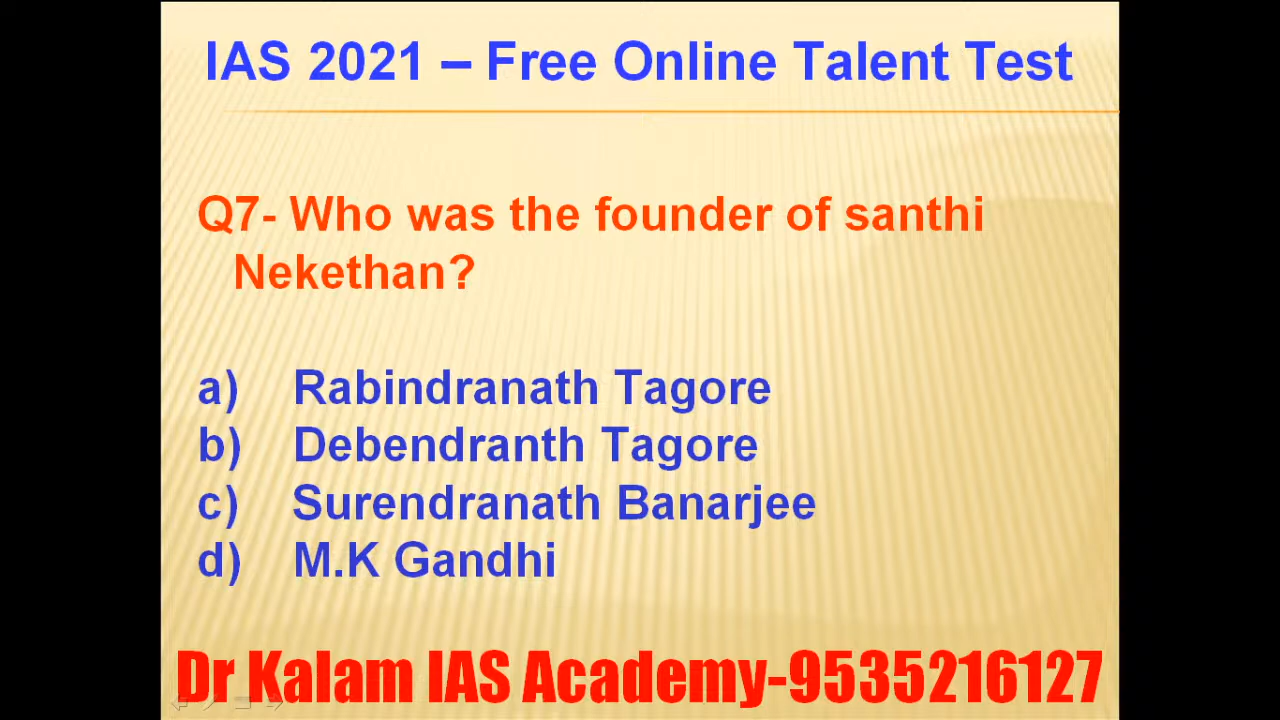 IAS 2021 – Free Online Talent Test
Q7- Who was the founder of santhi
Nekethan?
a) Rabindranath Tagore
b) Debendranth Tagore
c) Surendranath Banarjee
d) M.K Gandhi
Dr Kalam IAS Academy-9535216127